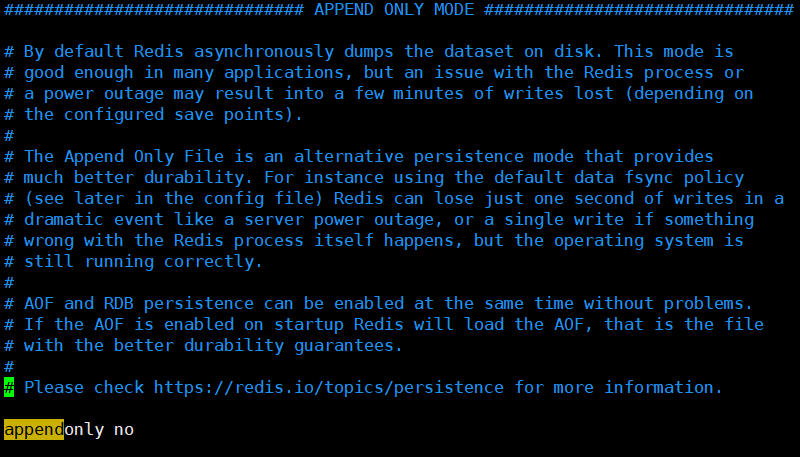 ############################## APPEND ONLY MODE ###############################
# By default Redis asynchronously dumps the dataset on disk. This mode is
# good enough in many applications, but an issue with the Redis process or
# a power outage may result into a few minutes of writes lost (depending on
# the configured save points).
#
# The Append Only File is an alternative persistence mode that provides
# much better durability. For instance using the default data fsync policy
# (see later in the config file) Redis can lose just one second of writes in a
# dramatic event like a server power outage, or a single write if something
# wrong with the Redis process itself happens, but the operating system is
# still running correctly.
#
# AOF and RDB persistence can be enabled at the same time without problems.
# If the AOF is enabled on startup Redis will load the AOF, that is the file
# with the better durability guarantees.
#
# Please check https://redis.io/topics/persistence for more information.
appendonly no